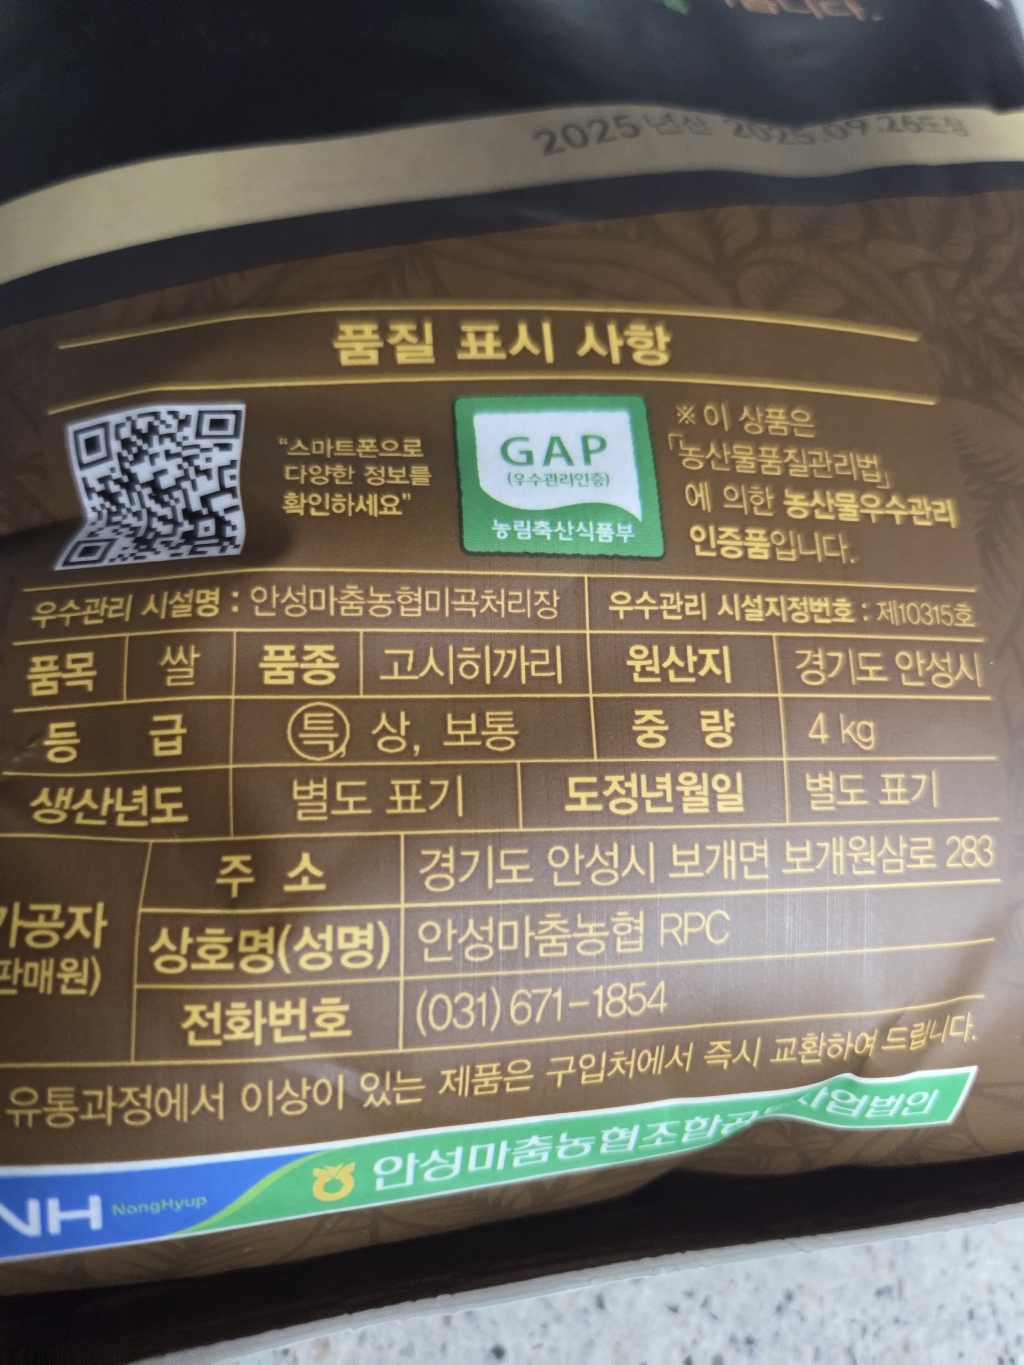 2025년산 2025.09.26도정
품질 표시 사항
“스마트폰으로
다양한 정보를
확인하세요”
GAP
(우수관리인증)
농림축산식품부
※이 상품은
「농산물품질관리법」
에 의한 농산물우수관리
인증품입니다.
우수관리 시설명 : 안성마춤농협미곡처리장 우수관리 시설지정번호 : 제10315호
품목 쌀 품종 고시히까리 원산지 경기도 안성시
등 급 특, 상, 보통 중 량 4 kg
생산년도 별도 표기 도정년월일 별도 표기
가공자
(판매원)
주 소 경기도 안성시 보개면 보개원삼로 283
상호명(성명) 안성마춤농협 RPC
전화번호 (031) 671-1854
유통과정에서 이상이 있는 제품은 구입처에서 즉시 교환하여 드립니다.
NH NongHyup 안성마춤농협조합공동사업법인